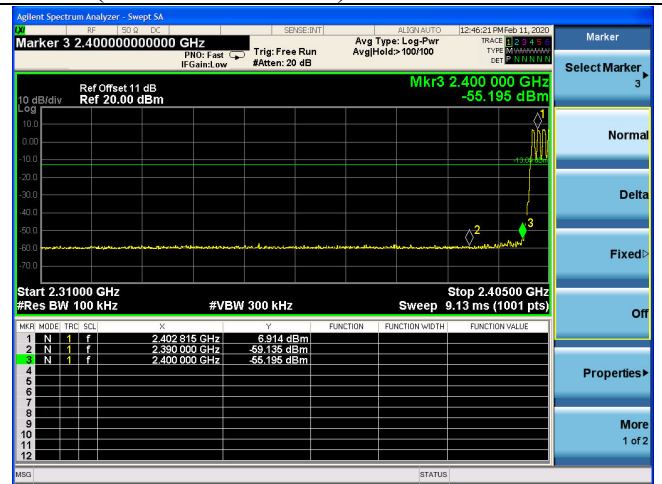 Agilent Spectrum Analyzer - Swept SA
RF 50 Ω DC SENSE:INT ALIGNAUTO 12:46:21 PM Feb 11, 2020
Marker 3 2.400000000000 GHz
PNO: Fast
IFGain:Low
Trig: Free Run
#Atten: 20 dB
Avg Type: Log-Pwr
Avg|Hold:>100/100
TRACE 1 2 3 4 5 6
TYPE M
DET P N N N N N
Mkr3 2.400 000 GHz
-55.195 dBm
Ref Offset 11 dB
10 dB/div Ref 20.00 dBm
Log
10.0
0.00
-10.0
-20.0
-30.0
-40.0
-50.0
-60.0
-70.0
1
2
3
Start 2.31000 GHz Stop 2.40500 GHz
#Res BW 100 kHz #VBW 300 kHz Sweep 9.13 ms (1001 pts)
MKR MODE TRC SCL X Y FUNCTION FUNCTION WIDTH FUNCTION VALUE
1 N 1 f 2.402 815 GHz 6.914 dBm
2 N 1 f 2.390 000 GHz -59.135 dBm
3 N 1 f 2.400 000 GHz -55.195 dBm
4
5
6
7
8
9
10
11
12
MSG STATUS
Marker
Select Marker
3
Normal
Delta
Fixed
Off
Properties
More
1 of 2